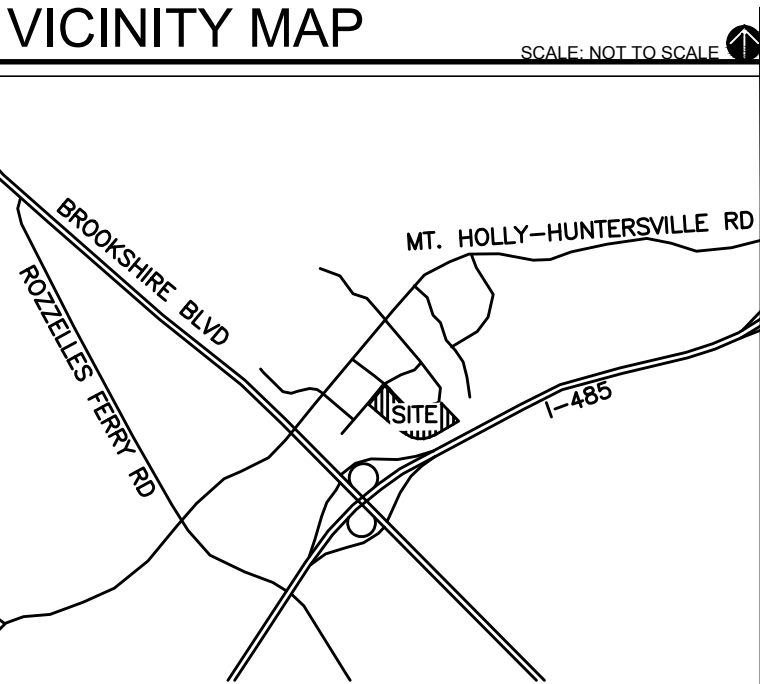 VICINITY MAP
SCALE: NOT TO SCALE
BROOKSHIRE BLVD
MT. HOLLY-HUNTERSVILLE RD
ROZZELLES FERRY RD
I-485
SITE